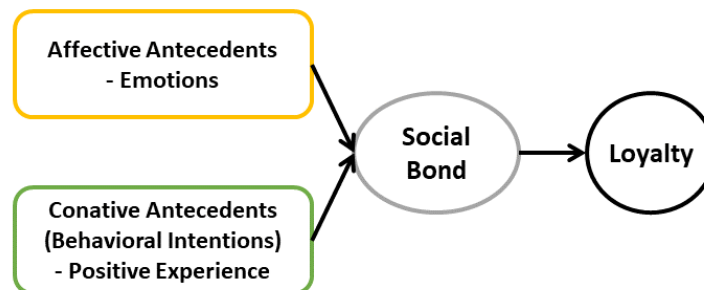 Affective Antecedents
- Emotions
Conative Antecedents
(Behavioral Intentions)
- Positive Experience
Social
Bond
Loyalty